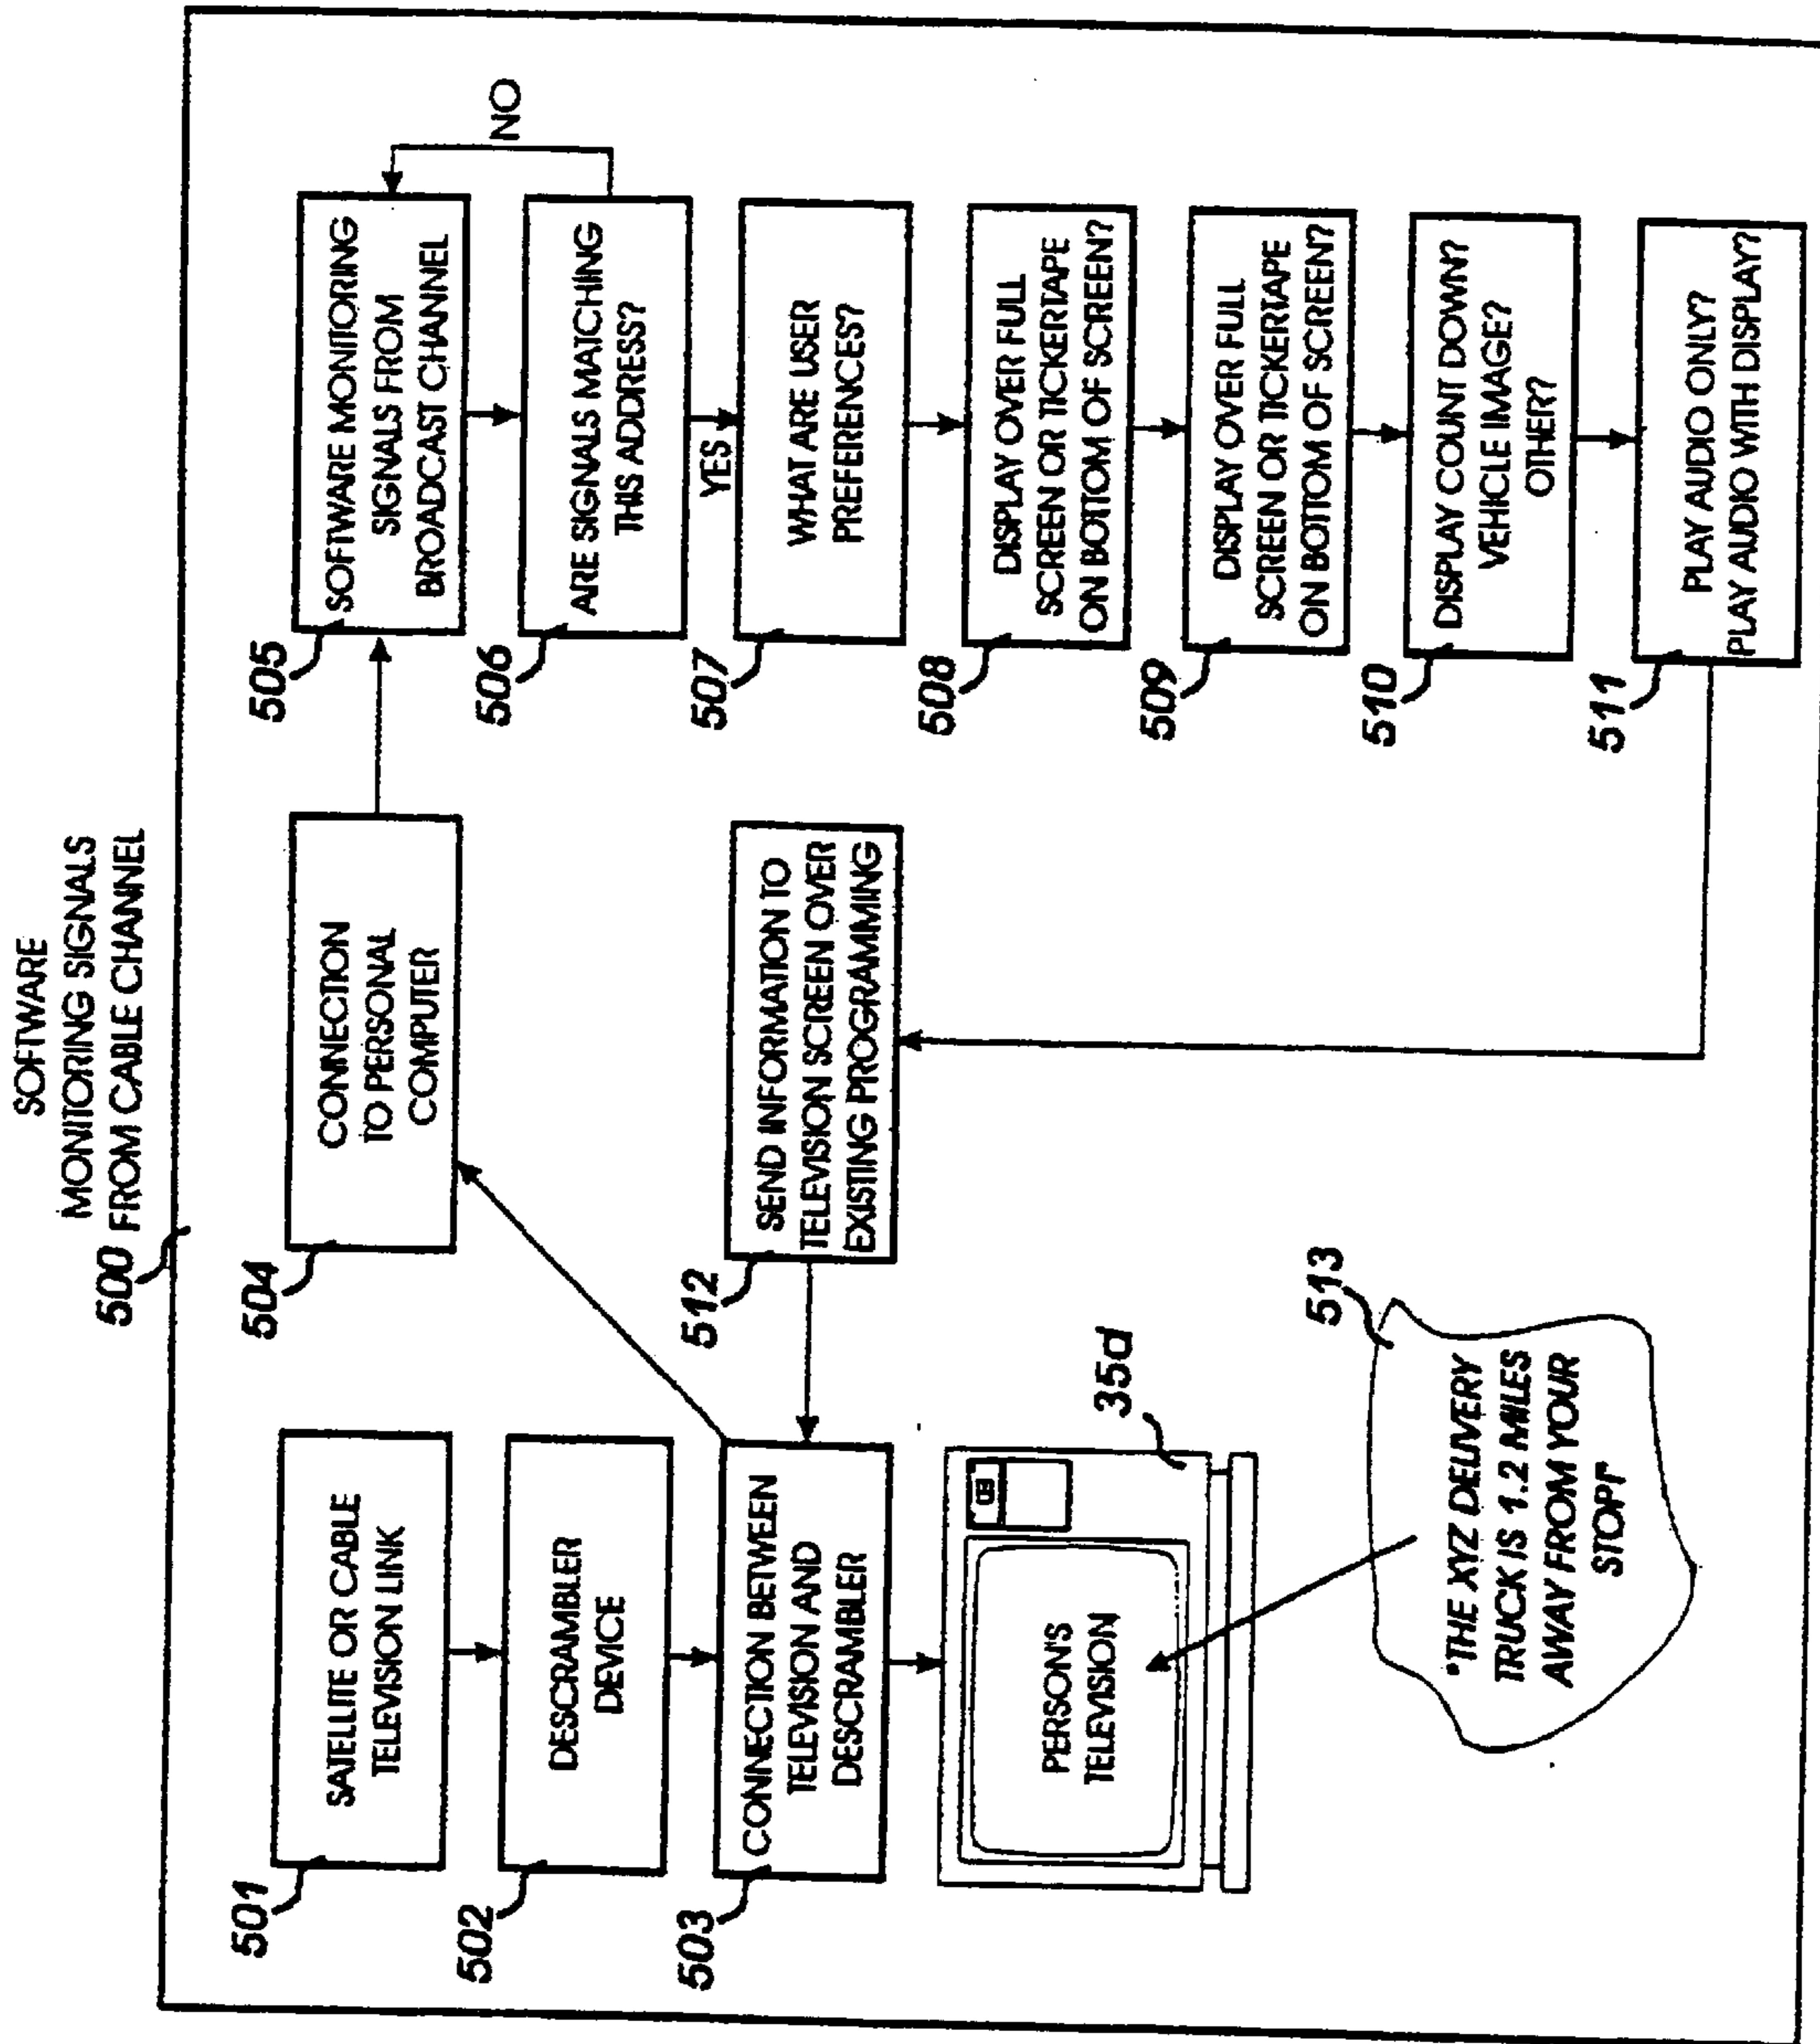 SOFTWARE
MONITORING SIGNALS
500 FROM CABLE CHANNEL
501
SATELLITE OR CABLE
TELEVISION LINK
502
DESCRAMBLER
DEVICE
503
CONNECTION BETWEEN
TELEVISION AND
DESCRAMBLER
35d
PERSON'S
TELEVISION
513
"THE XYZ DELIVERY
TRUCK IS 1.2 MILES
AWAY FROM YOUR
STOP!"
504
CONNECTION
TO PERSONAL
COMPUTER
512
SEND INFORMATION TO
TELEVISION SCREEN OVER
EXISTING PROGRAMMING
505
SOFTWARE MONITORING
SIGNALS FROM
BROADCAST CHANNEL
NO
506
ARE SIGNALS MATCHING
THIS ADDRESS?
YES
507
WHAT ARE USER
PREFERENCES?
508
DISPLAY OVER FULL
SCREEN OR TICKERTAPE
ON BOTTOM OF SCREEN?
509
DISPLAY OVER FULL
SCREEN OR TICKERTAPE
ON BOTTOM OF SCREEN?
510
DISPLAY COUNT DOWN?
VEHICLE IMAGE?
OTHER?
511
PLAY AUDIO ONLY?
PLAY AUDIO WITH DISPLAY?